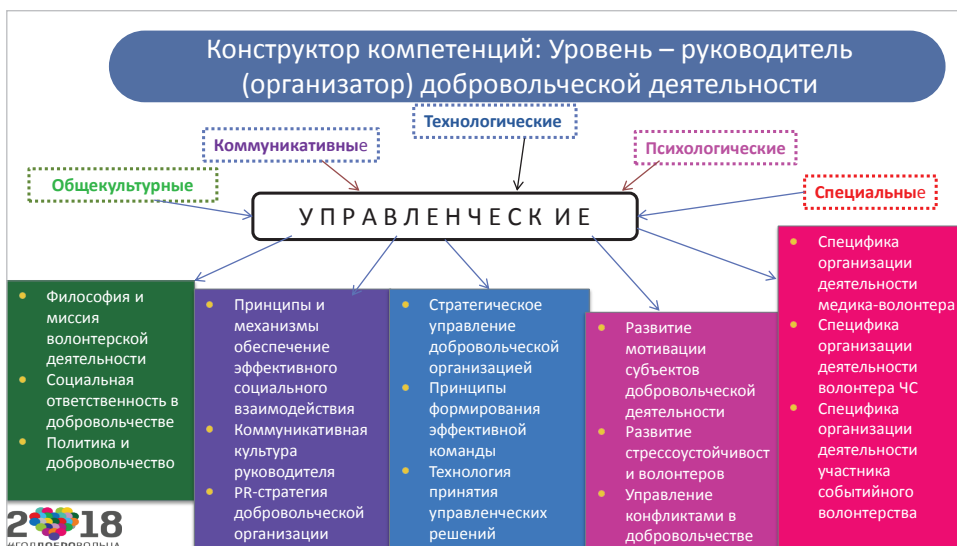 Конструктор компетенций: Уровень – руководитель
(организатор) добровольческой деятельности
Технологические
Коммуникативные
Психологические
Общекультурные
Специальные
УПРАВЛЕНЧЕСКИЕ
Философия и
миссия
волонтерской
деятельности
Социальная
ответственность в
добровольчестве
Политика и
добровольчество
Принципы и
механизмы
обеспечение
эффективного
социального
взаимодействия
Коммуникативная
культура
руководителя
PR-стратегия
добровольческой
организации
Стратегическое
управление
добровольческой
организацией
Принципы
формирования
эффективной
команды
Технология
принятия
управленческих
решений
Развитие
мотивации
субъектов
добровольческой
деятельности
Развитие
стрессоустойчивост
и волонтеров
Управление
конфликтами в
добровольчестве
Специфика
организации
деятельности
медика-волонтера
Специфика
организации
деятельности
волонтера ЧС
Специфика
организации
деятельности
участника
событийного
волонтерства
2018
#ГОДДОБРОВОЛЬЦА